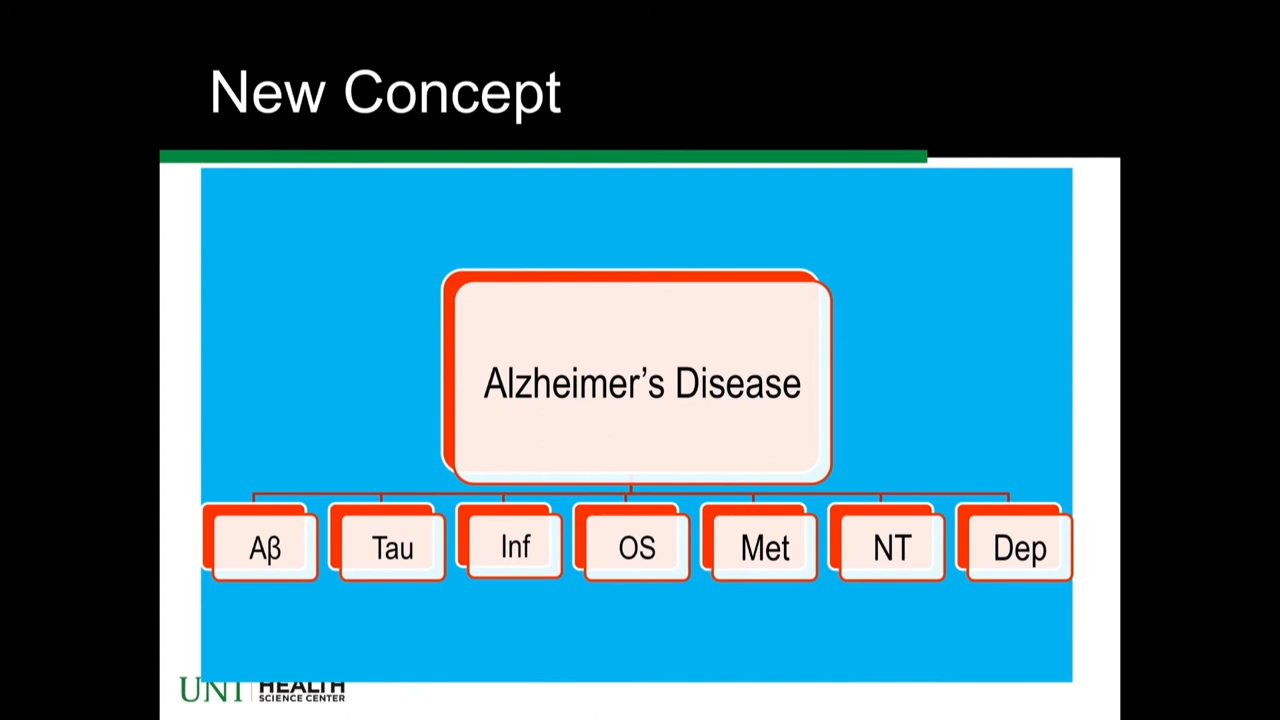 New Concept
Alzheimer's Disease
Aβ
Tau
Inf
OS
Met
NT
Dep
UNT HEALTH
SCIENCE CENTER